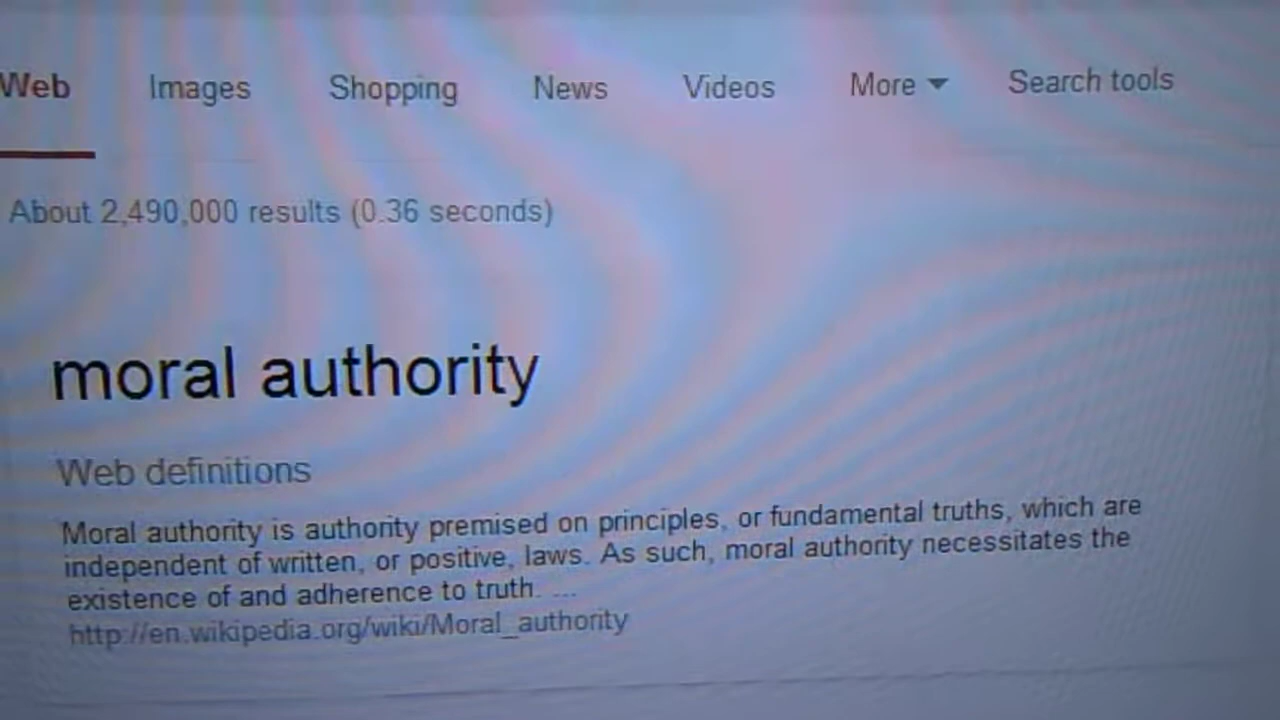 Web Images Shopping News Videos More Search tools
About 2,490,000 results (0.36 seconds)
moral authority
Web definitions
Moral authority is authority premised on principles, or fundamental truths, which are
independent of written, or positive, laws. As such, moral authority necessitates the
existence of and adherence to truth. ...
http://en.wikipedia.org/wiki/Moral_authority